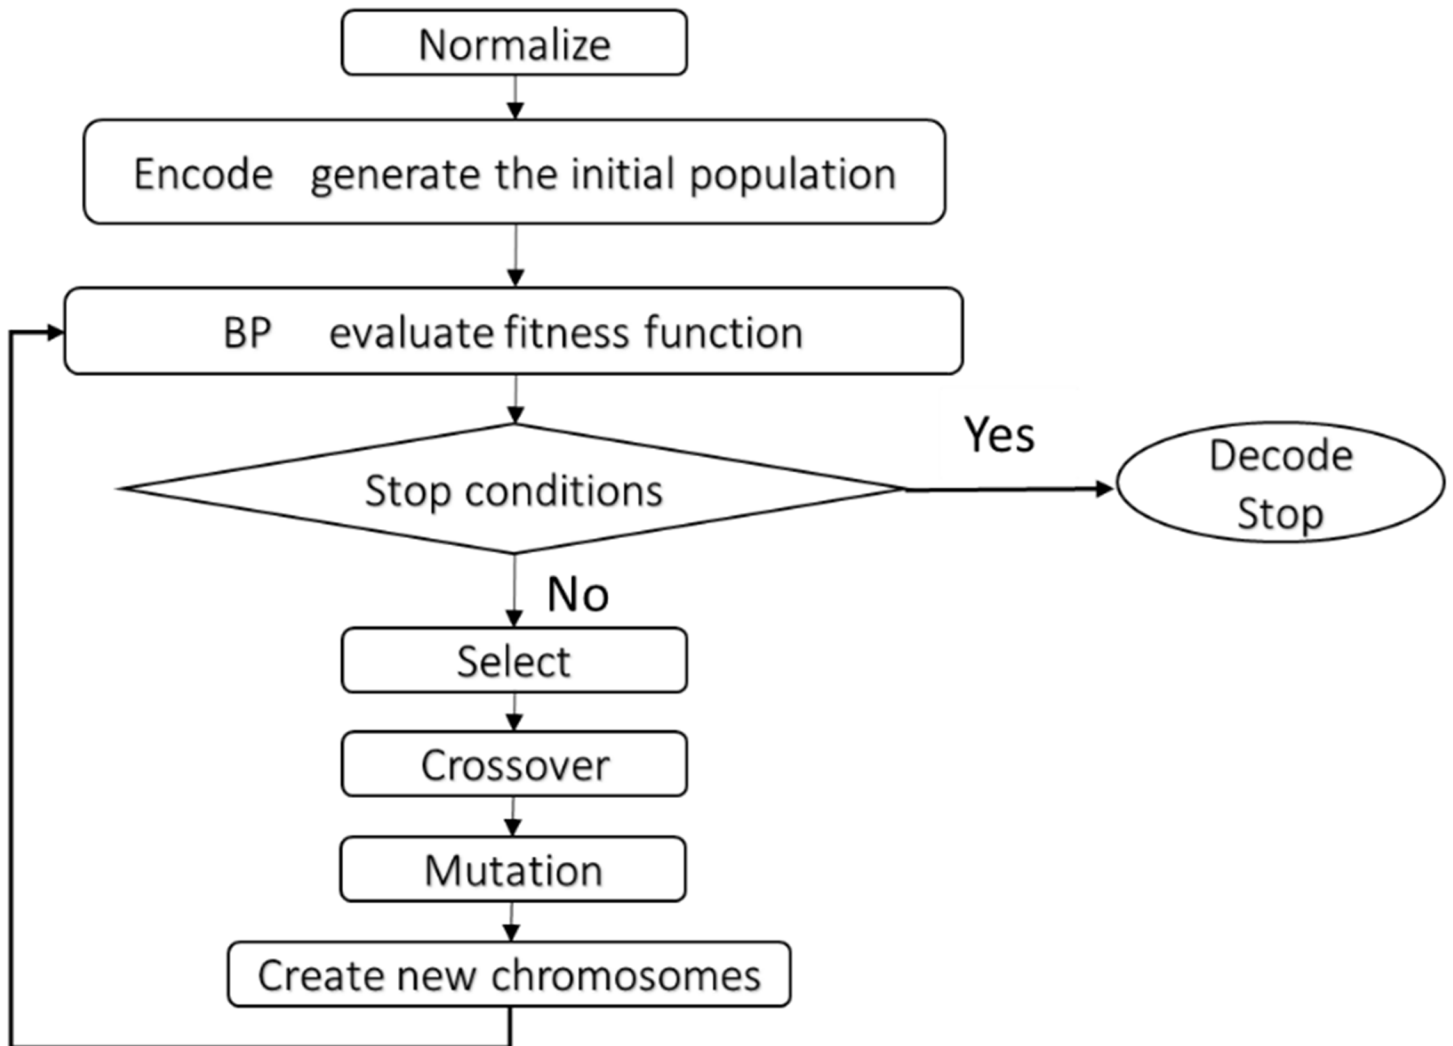 Normalize
Encode generate the initial population
BP evaluate fitness function
Stop conditions
Yes
Decode
Stop
No
Select
Crossover
Mutation
Create new chromosomes